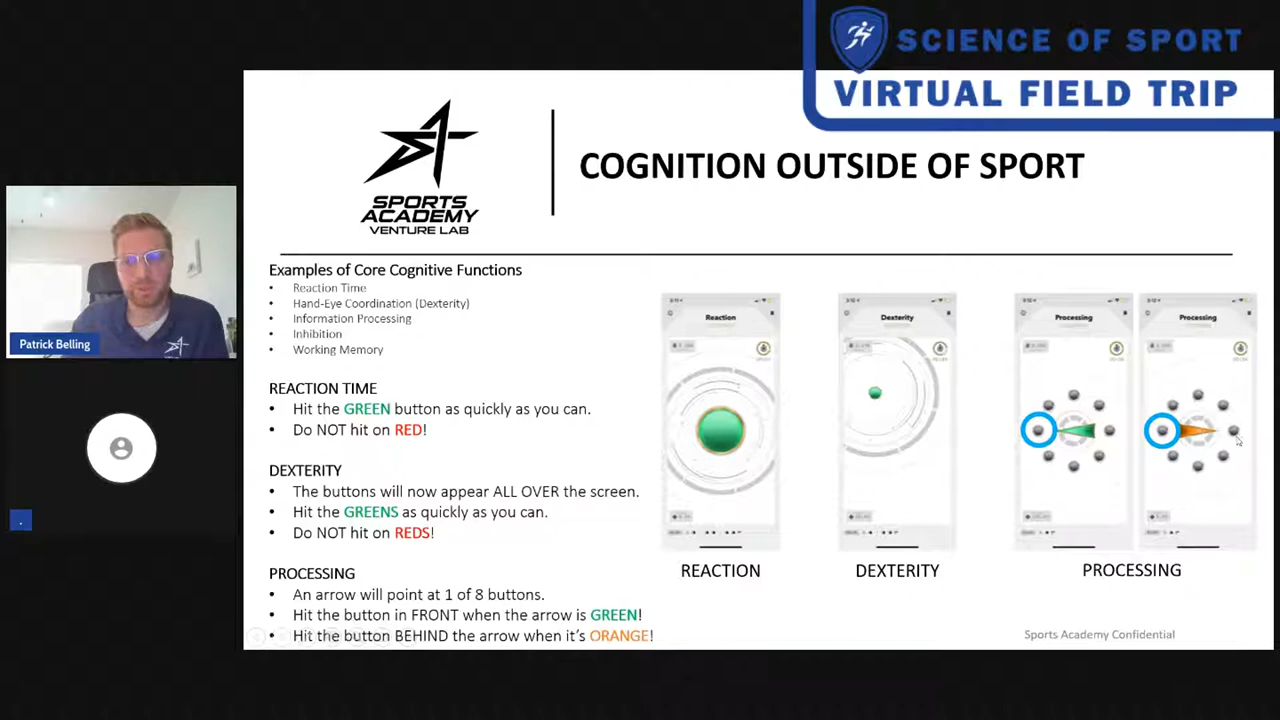 SCIENCE OF SPORT
VIRTUAL FIELD TRIP
SPORTS
ACADEMY
VENTURE LAB
COGNITION OUTSIDE OF SPORT
Patrick Belling
.
Examples of Core Cognitive Functions
• Reaction Time
• Hand-Eye Coordination (Dexterity)
• Information Processing
• Inhibition
• Working Memory
REACTION TIME
• Hit the GREEN button as quickly as you can.
• Do NOT hit on RED!
DEXTERITY
• The buttons will now appear ALL OVER the screen.
• Hit the GREENS as quickly as you can.
• Do NOT hit on REDS!
PROCESSING
• An arrow will point at 1 of 8 buttons.
• Hit the button in FRONT when the arrow is GREEN!
• Hit the button BEHIND the arrow when it's ORANGE!
Reaction
Dexterity
Processing
Processing
REACTION
DEXTERITY
PROCESSING
Sports Academy Confidential